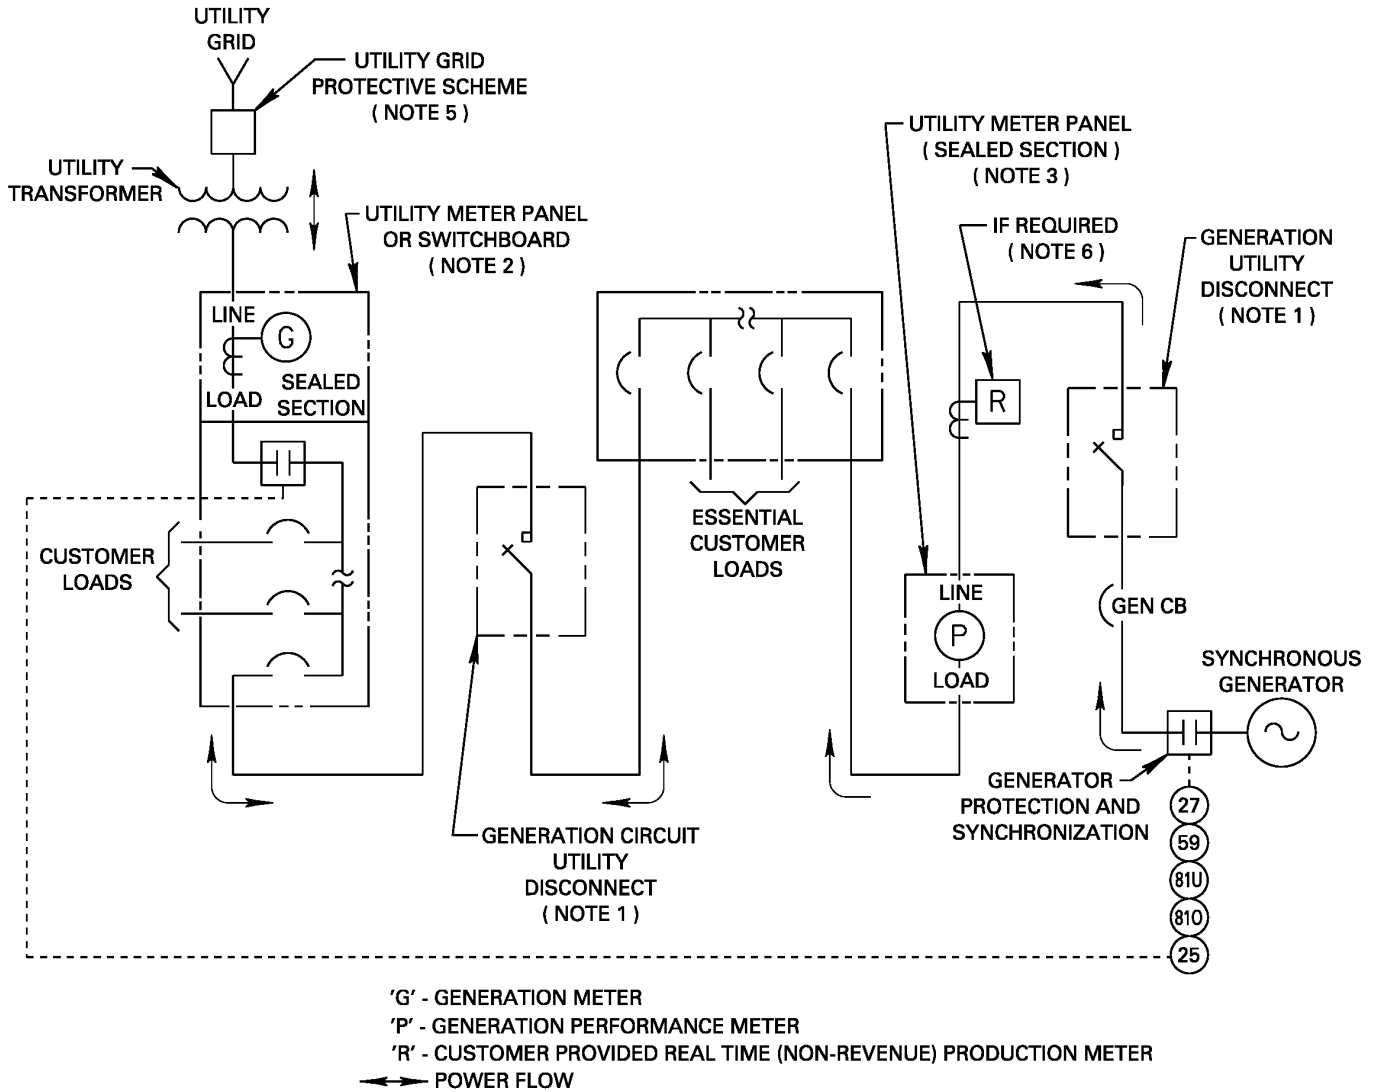 UTILITY
GRID
UTILITY GRID
PROTECTIVE SCHEME
( NOTE 5 )
UTILITY
TRANSFORMER
UTILITY METER PANEL
OR SWITCHBOARD
( NOTE 2 )
LINE
G
LOAD
SEALED
SECTION
CUSTOMER
LOADS
GENERATION CIRCUIT
UTILITY
DISCONNECT
( NOTE 1 )
ESSENTIAL
CUSTOMER
LOADS
UTILITY METER PANEL
( SEALED SECTION )
( NOTE 3 )
IF REQUIRED
( NOTE 6 )
R
GENERATION
UTILITY
DISCONNECT
( NOTE 1 )
LINE
P
LOAD
GEN CB
SYNCHRONOUS
GENERATOR
GENERATOR
PROTECTION AND
SYNCHRONIZATION
27
59
81U
81O
25
'G' - GENERATION METER
'P' - GENERATION PERFORMANCE METER
'R' - CUSTOMER PROVIDED REAL TIME (NON-REVENUE) PRODUCTION METER
POWER FLOW